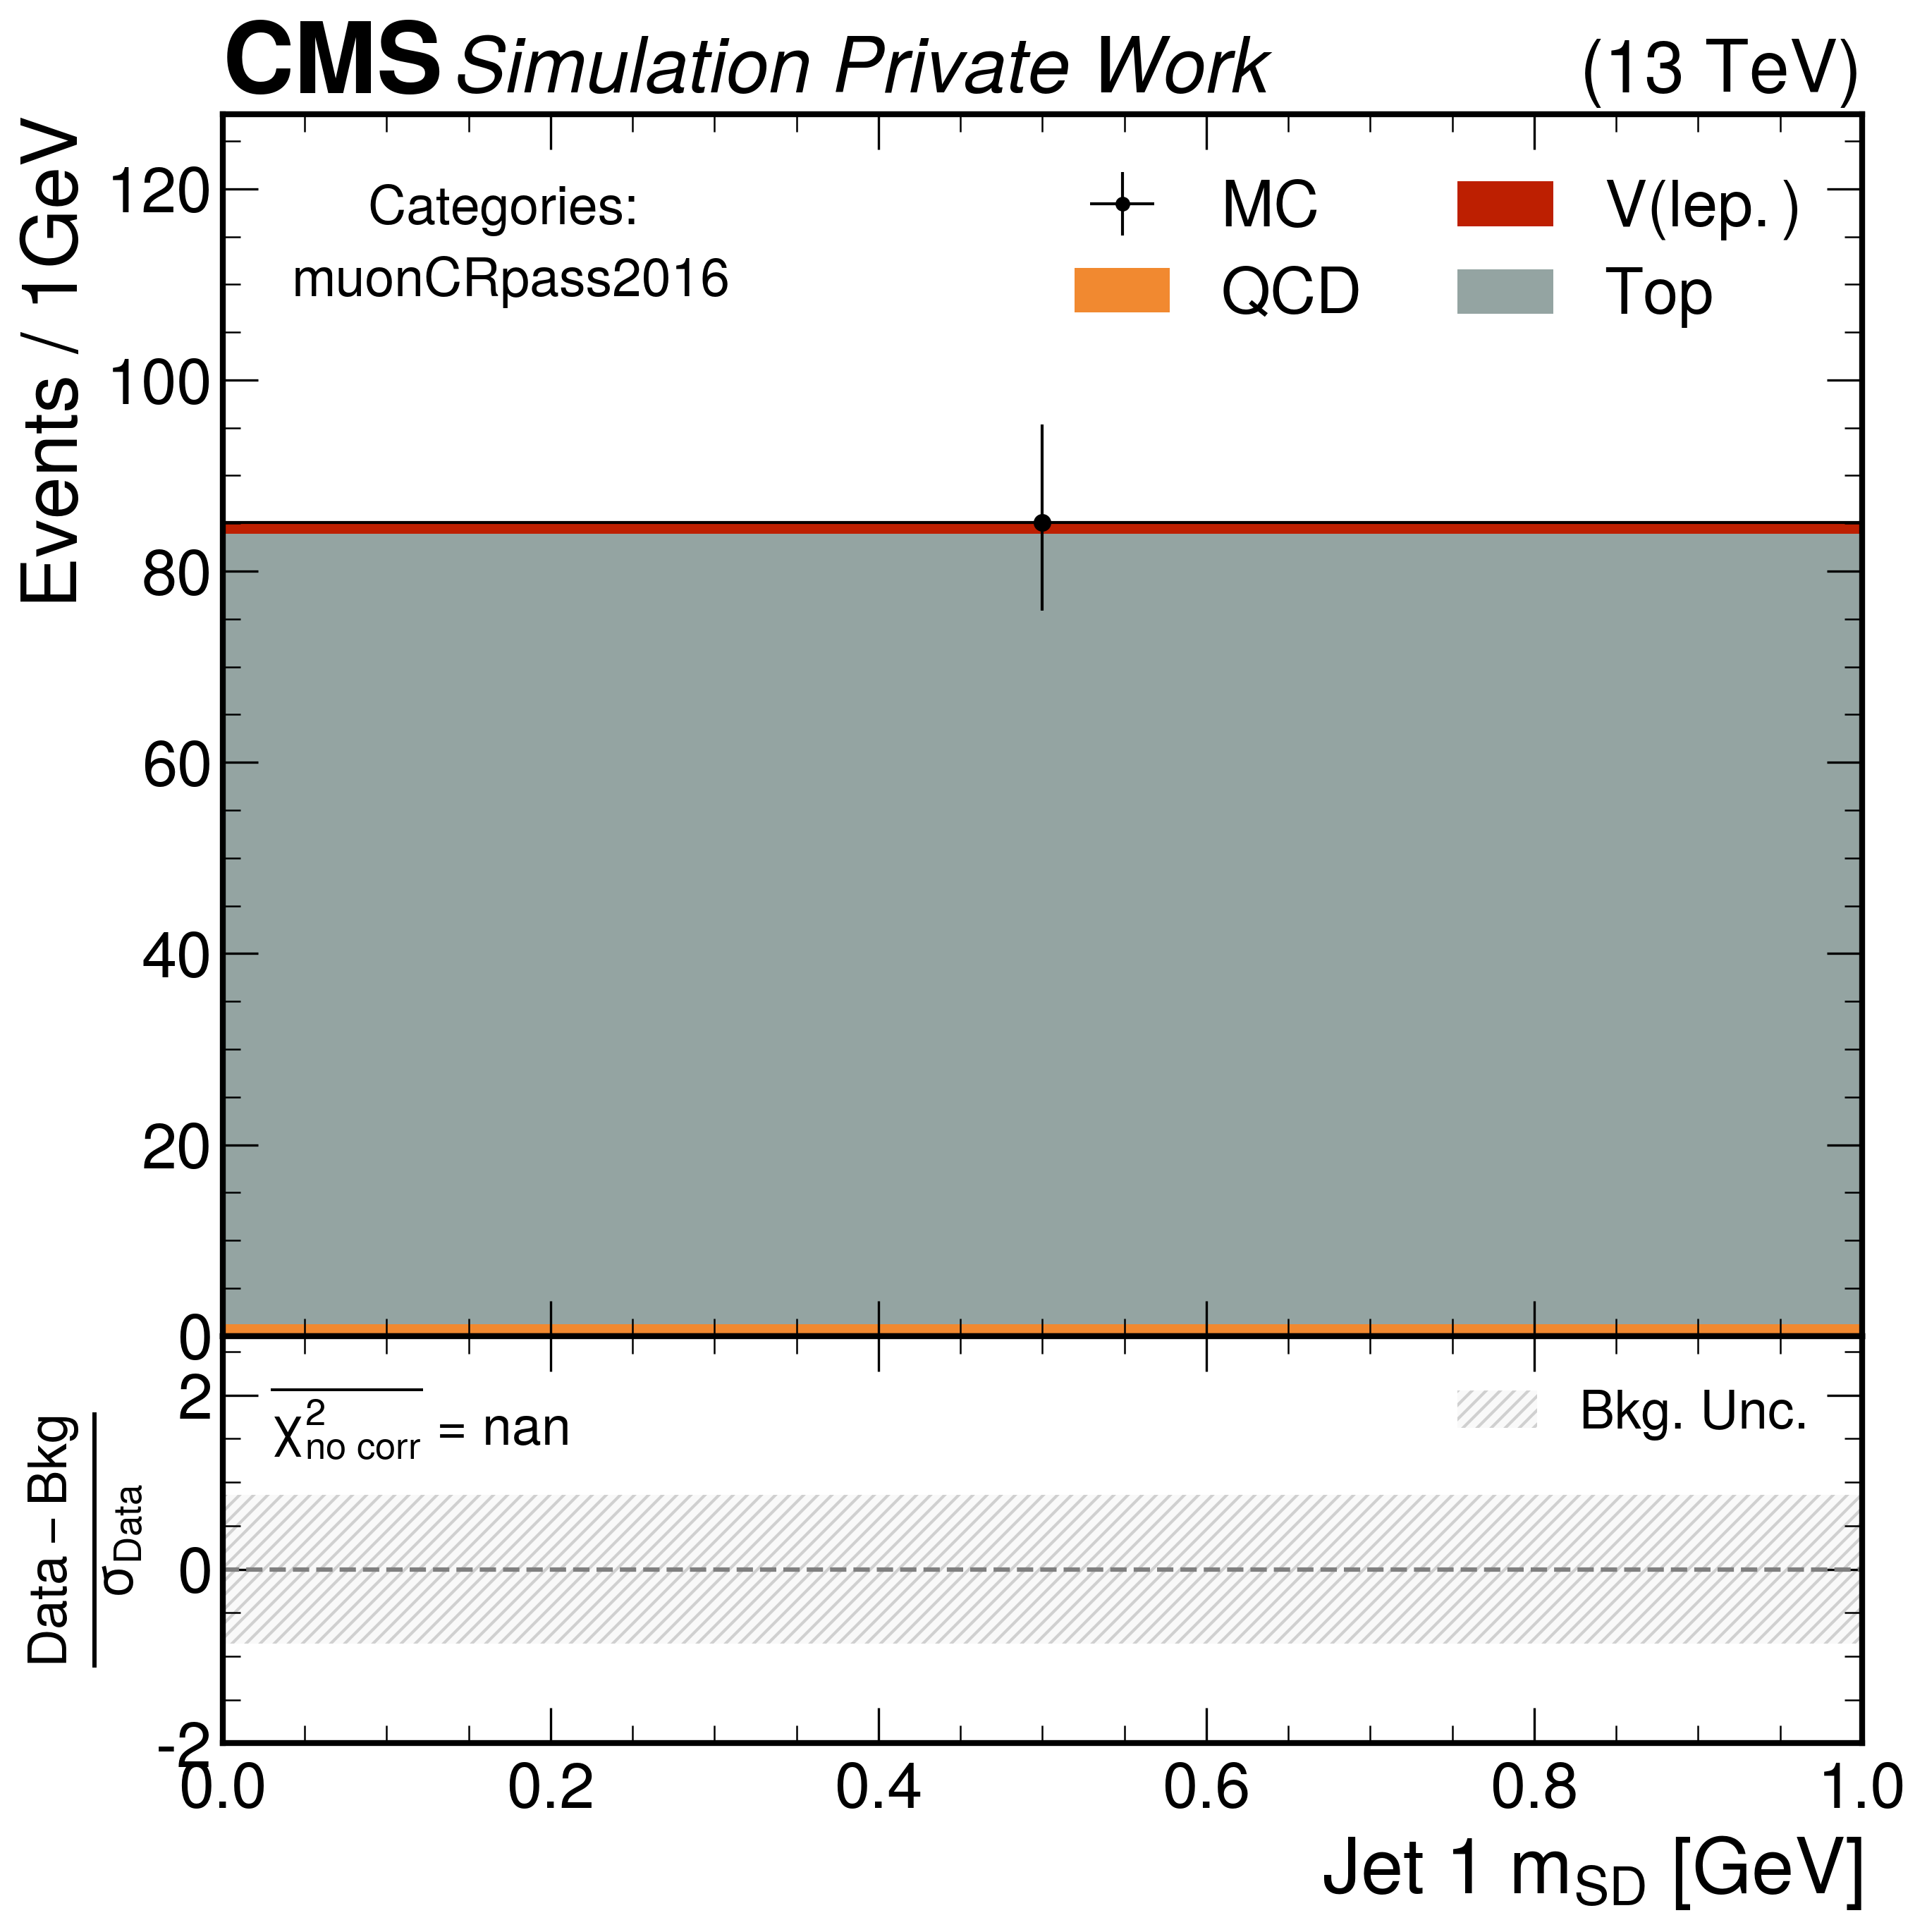 CMS Simulation Private Work (13 TeV)
Events / 1GeV
120
100
80
60
40
20
0
Categories:
muonCRpass2016
MC
QCD
V(lep.)
Top
Data − Bkg
σData
2
0
-2
χ²no corr = nan
Bkg. Unc.
0.0 0.2 0.4 0.6 0.8 1.0
Jet 1 mSD [GeV]